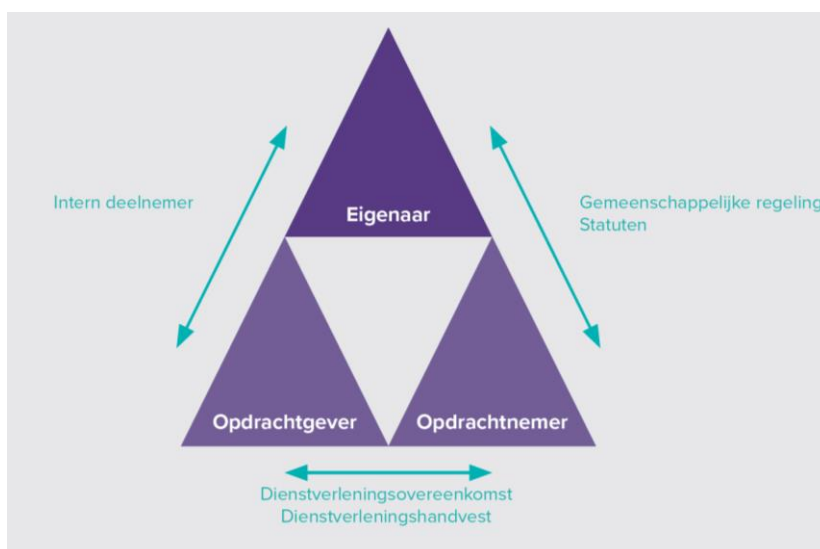 Intern deelnemer
Gemeenschappelijke regeling
Statuten
Eigenaar
Opdrachtgever
Opdrachtnemer
Dienstverleningsovereenkomst
Dienstverleningshandvest